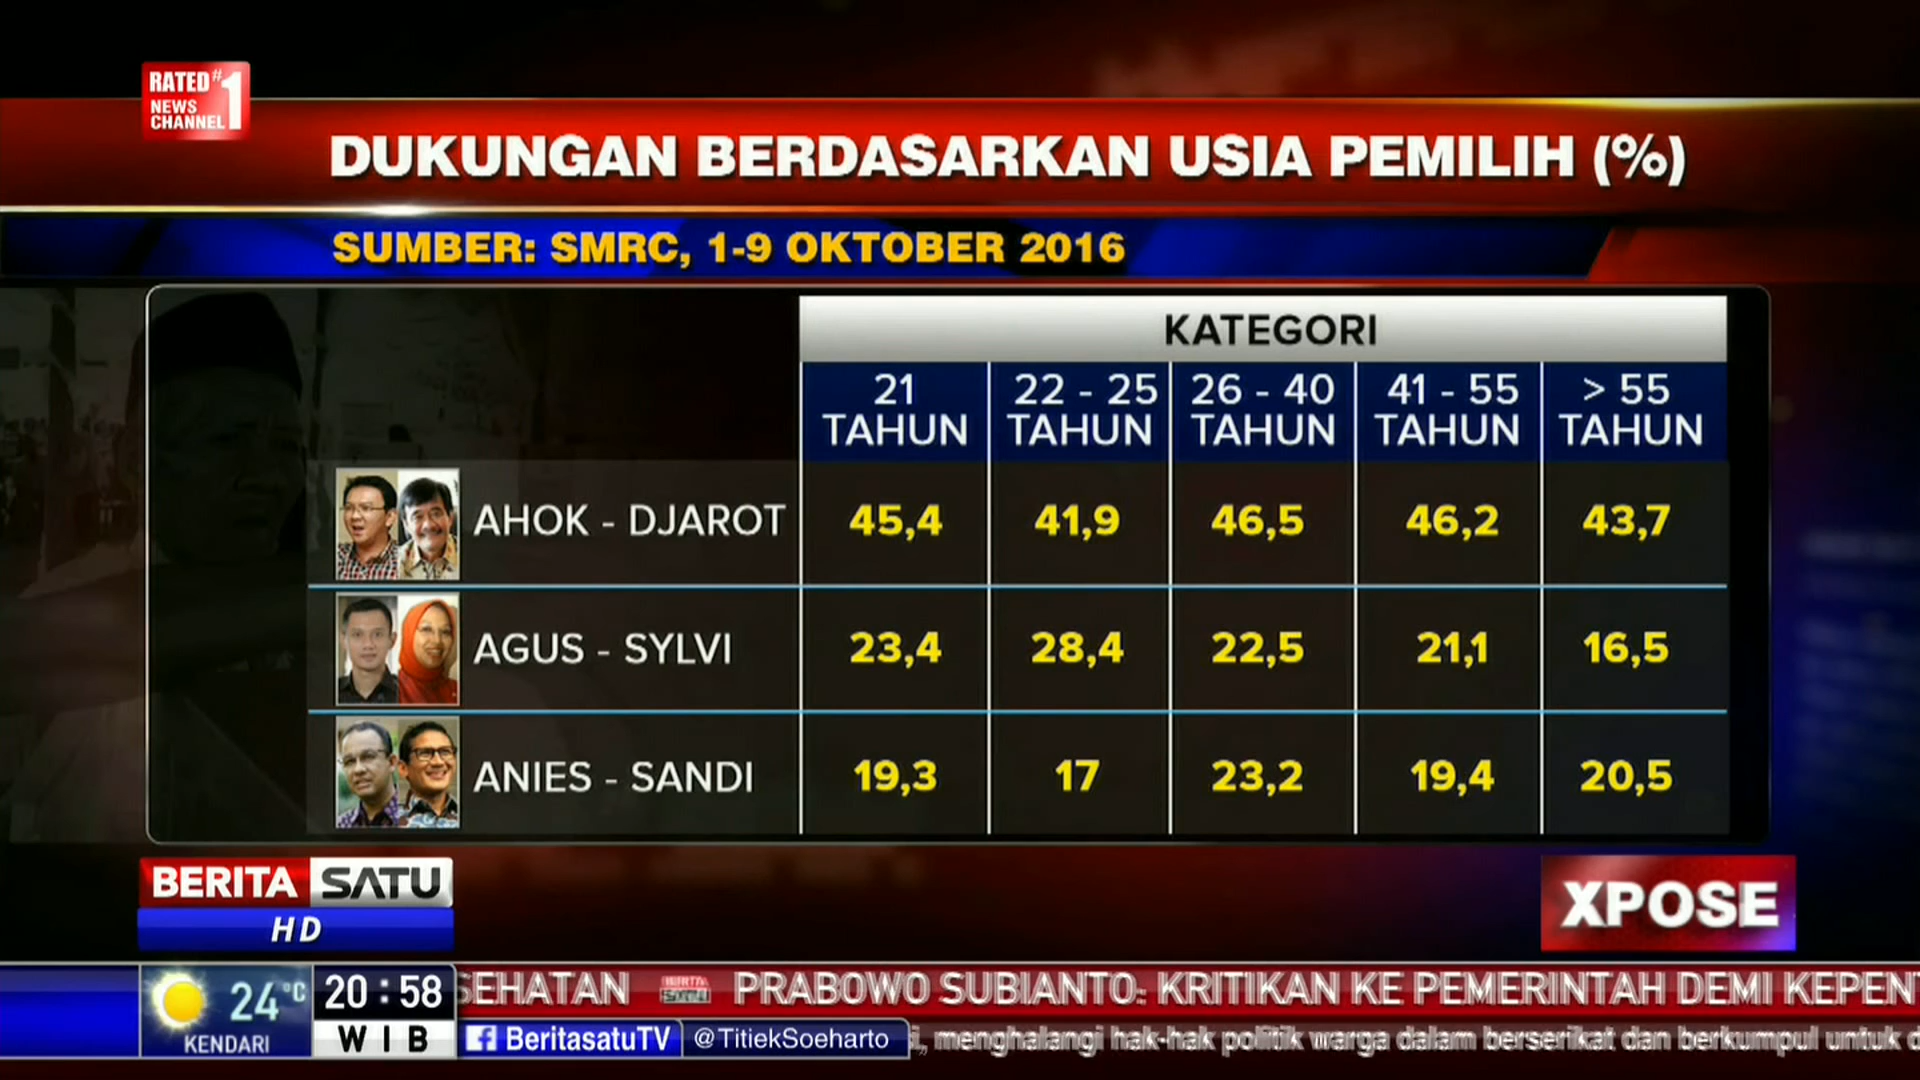 RATED #1
NEWS
CHANNEL
DUKUNGAN BERDASARKAN USIA PEMILIH (%)
SUMBER: SMRC, 1-9 OKTOBER 2016
KATEGORI
21 TAHUN
22 - 25 TAHUN
26 - 40 TAHUN
41 - 55 TAHUN
> 55 TAHUN
AHOK - DJAROT 45,4 41,9 46,5 46,2 43,7
AGUS - SYLVI 23,4 28,4 22,5 21,1 16,5
ANIES - SANDI 19,3 17 23,2 19,4 20,5
BERITA SATU
HD
XPOSE
24°C
KENDARI
20:58
WIB
SEHATAN BERITA SATU PRABOWO SUBIANTO: KRITIKAN KE PEMERINTAH DEMI KEPENT
BeritasatuTV @TitiekSoeharto menghalangi hak-hak politik warga dalam berserikat dan berkumpul untuk d